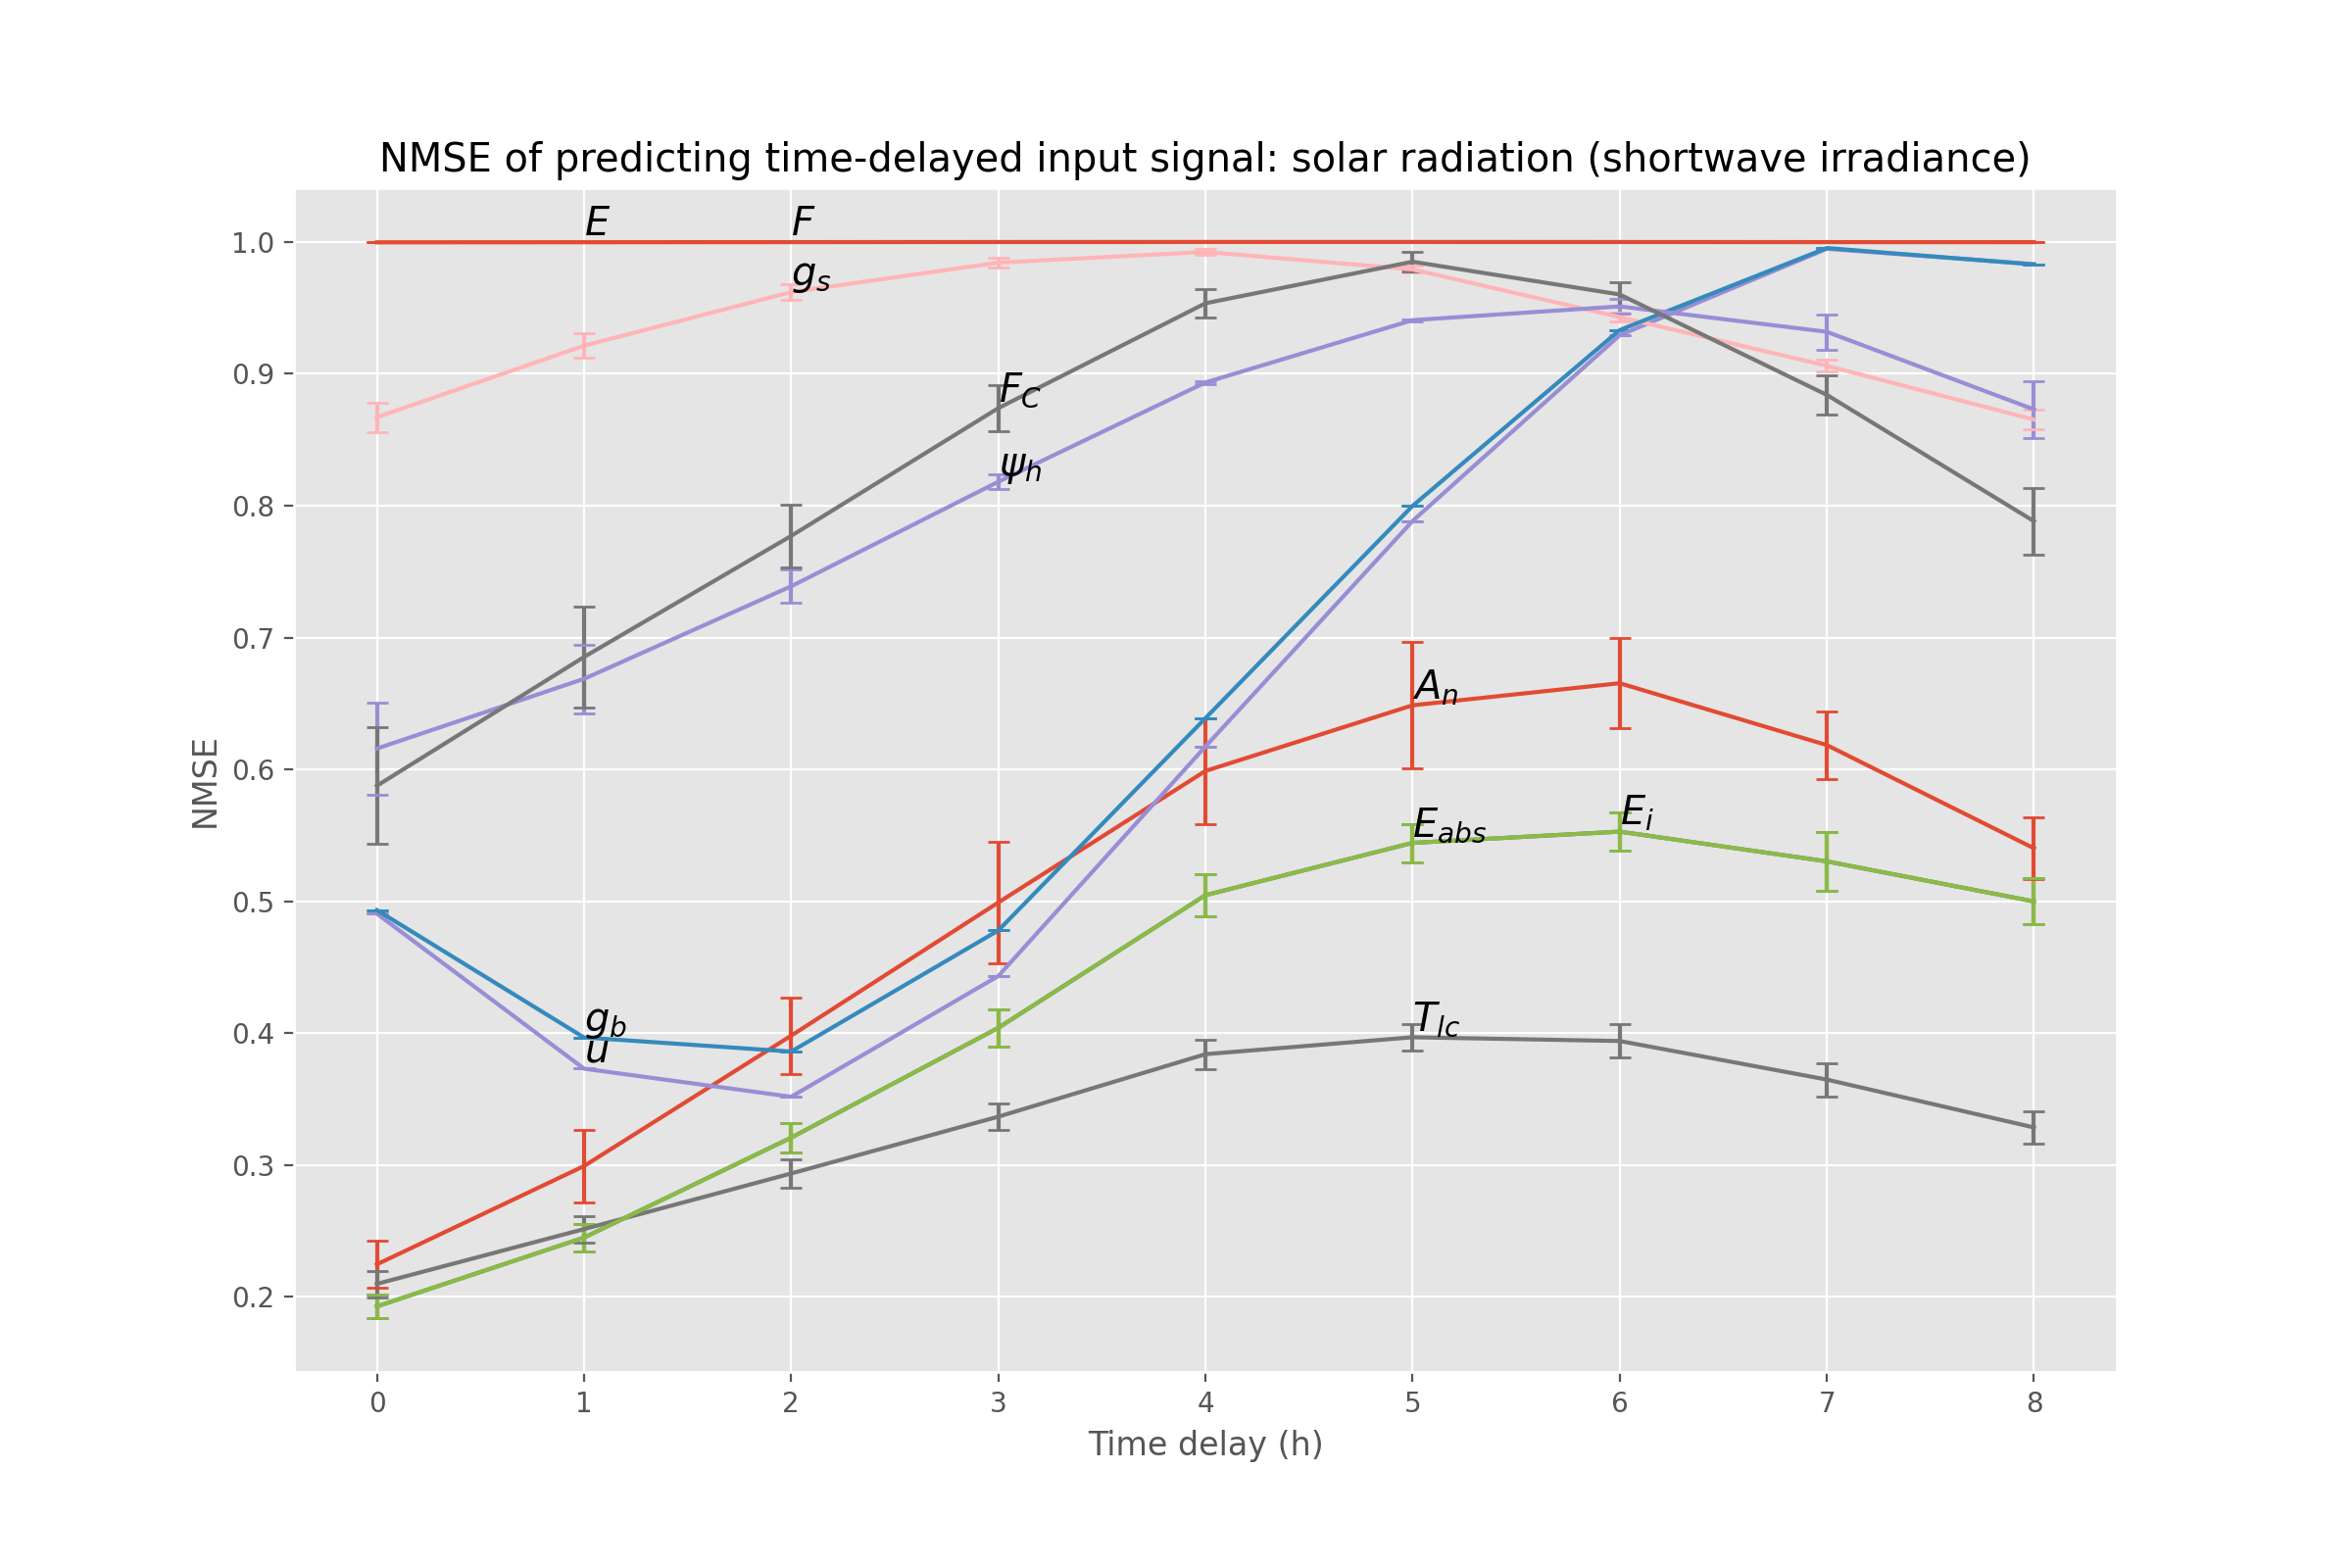 NMSE of predicting time-delayed input signal: solar radiation (shortwave irradiance)
E
F
g_s
F_C
ψ_h
A_n
E_abs
E_i
g_b
u
T_lc
NMSE
1.0
0.9
0.8
0.7
0.6
0.5
0.4
0.3
0.2
0 1 2 3 4 5 6 7 8
Time delay (h)